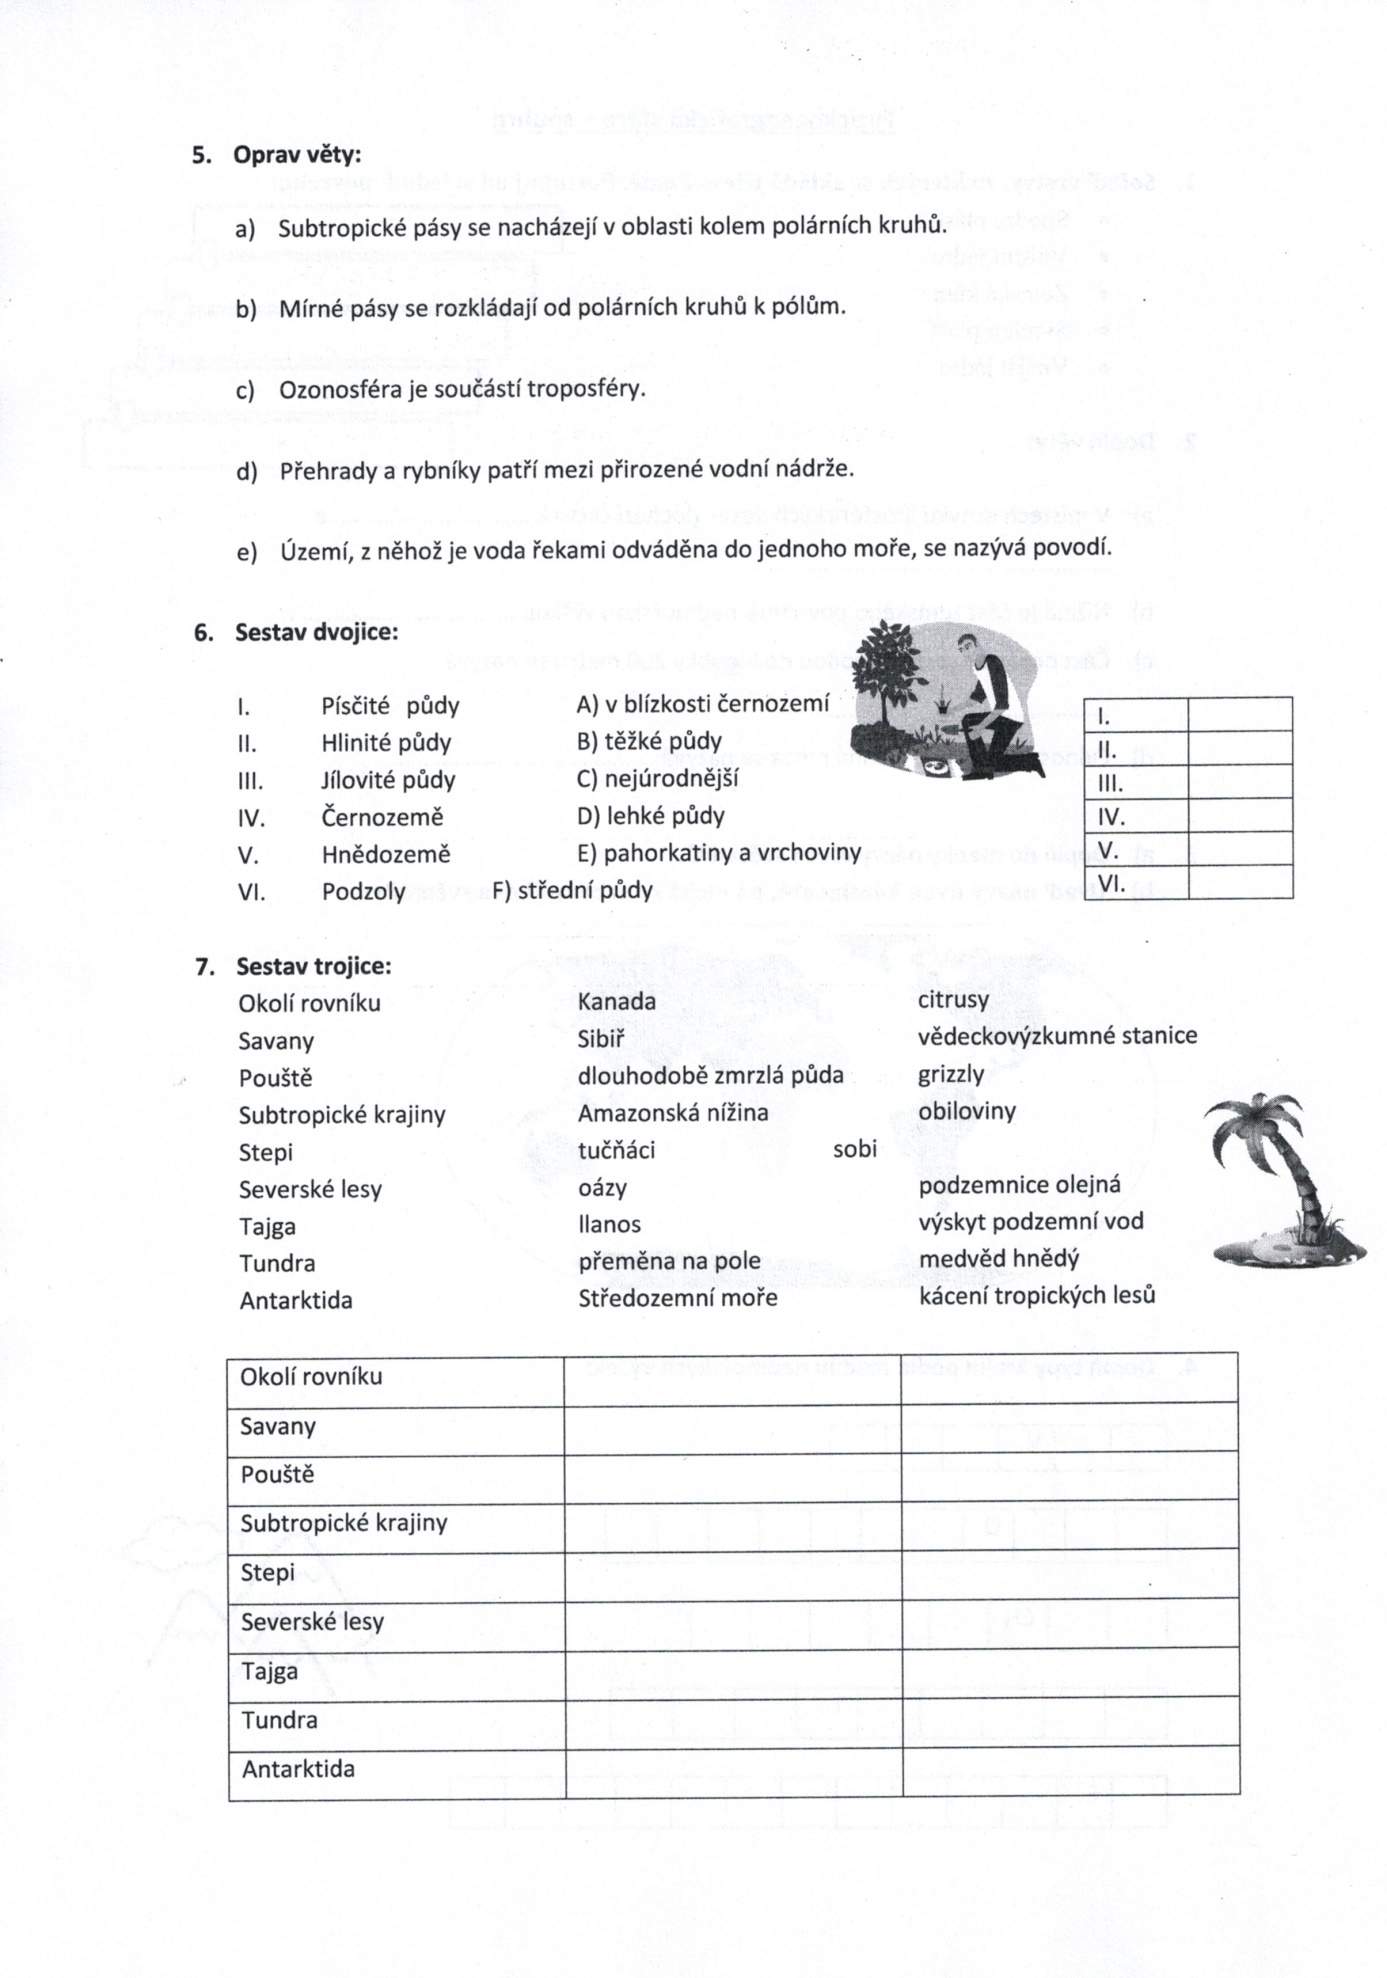 5. Oprav věty:
a) Subtropické pásy se nacházejí v oblasti kolem polárních kruhů.
b) Mírné pásy se rozkládají od polárních kruhů k pólům.
c) Ozonosféra je součástí troposféry.
d) Přehrady a rybníky patří mezi přirozené vodní nádrže.
e) Území, z něhož je voda řekami odváděna do jednoho moře, se nazývá povodí.
6. Sestav dvojice:
I. Písčité půdy A) v blízkosti černozemí
II. Hlinité půdy B) těžké půdy
III. Jílovité půdy C) nejúrodnější
IV. Černozemě D) lehké půdy
V. Hnědozemě E) pahorkatiny a vrchoviny
VI. Podzoly F) střední půdy
I.
II.
III.
IV.
V.
VI.
7. Sestav trojice:
Okolí rovníku Kanada citrusy
Savany Sibiř vědeckovýzkumné stanice
Pouště dlouhodobě zmrzlá půda grizzly
Subtropické krajiny Amazonská nížina obiloviny
Stepi tučňáci sobi
Severské lesy oázy podzemnice olejná
Tajga llanos výskyt podzemní vod
Tundra přeměna na pole medvěd hnědý
Antarktida Středozemní moře kácení tropických lesů
Okolí rovníku
Savany
Pouště
Subtropické krajiny
Stepi
Severské lesy
Tajga
Tundra
Antarktida